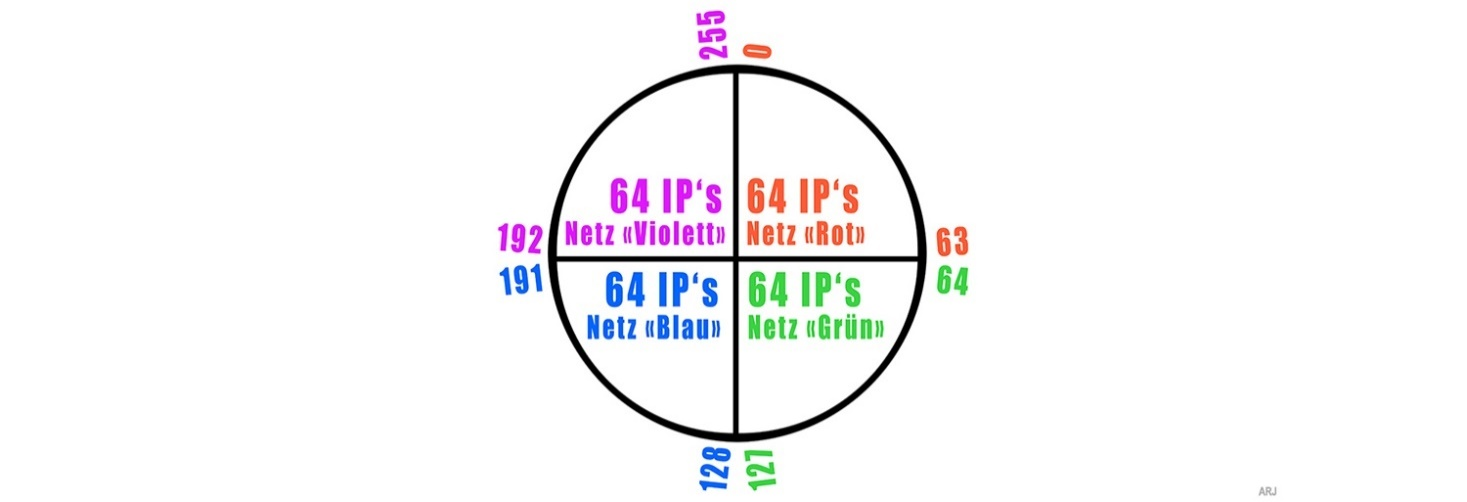 255
0
64 IP‘s
Netz «Violett»
64 IP‘s
Netz «Rot»
192
63
191
64
64 IP‘s
Netz «Blau»
64 IP‘s
Netz «Grün»
128
127
ARJ